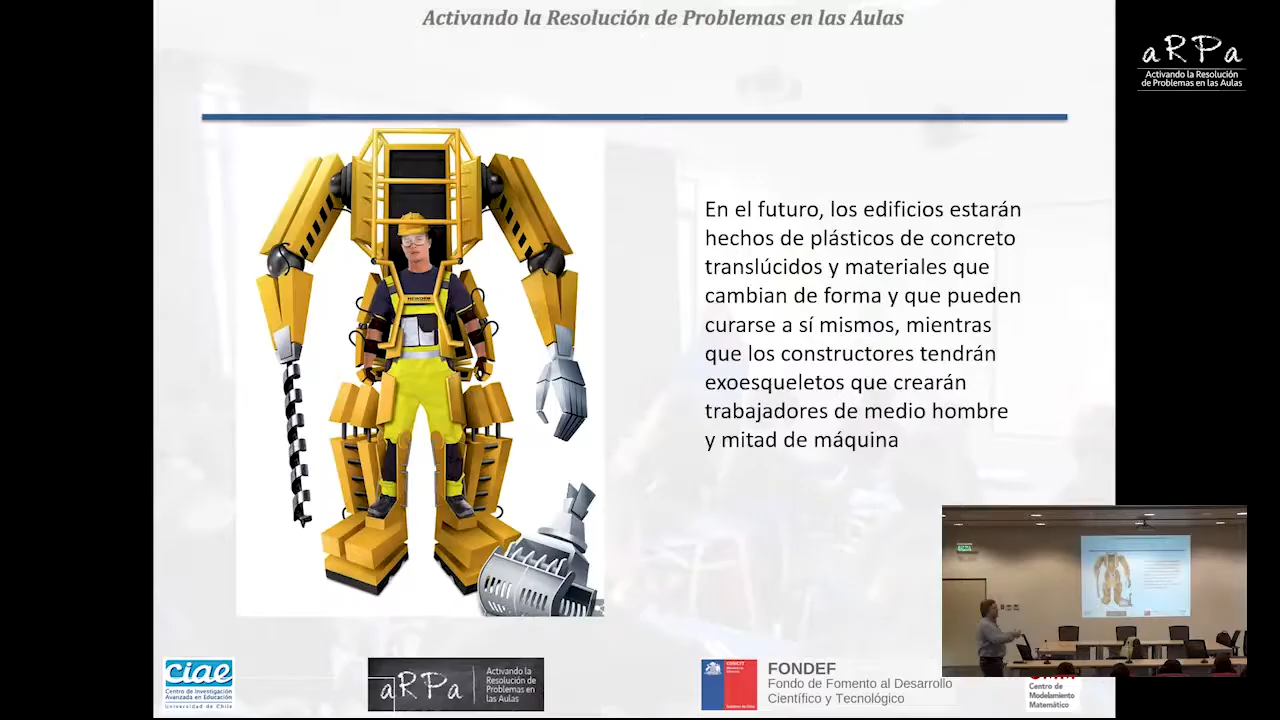 Activando la Resolución de Problemas en las Aulas
aRPa
Activando la Resolución
de Problemas en las Aulas
En el futuro, los edificios estarán
hechos de plásticos de concreto
translúcidos y materiales que
cambian de forma y que pueden
curarse a sí mismos, mientras
que los constructores tendrán
exoesqueletos que crearán
trabajadores de medio hombre
y mitad de máquina
ciae
Centro de Investigación
Avanzada en Educación
Universidad de Chile
aRPa
Activando la
Resolución de
Problemas en
las Aulas
CONICYT
FONDEF
Fondo de Fomento al Desarrollo
Científico y Tecnológico
Centro de
Modelamiento
Matemático